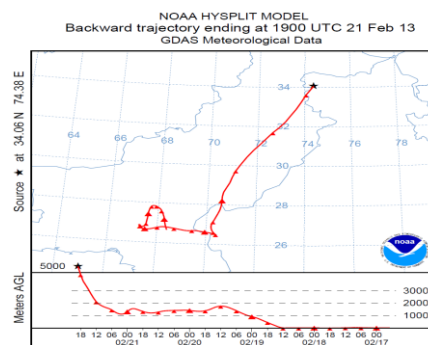 NOAA HYSPLIT MODEL
Backward trajectory ending at 1900 UTC 21 Feb 13
GDAS Meteorological Data
Source ★ at 34.06 N 74.38 E
34
64
32
66
68
70
72
74
76
78
30
28
26
noaa
Meters AGL
5000
3000
2000
1000
18 12 06 00 18 12 06 00 18 12 06 00 18 12 06 00 18 12 06 00
02/21 02/20 02/19 02/18 02/17